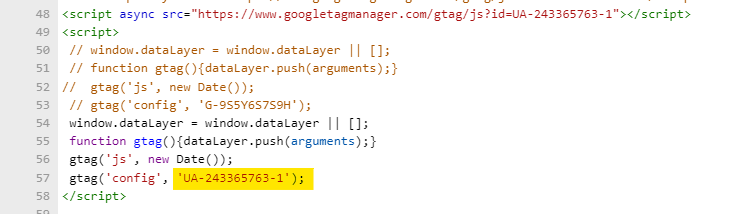 48 <script async src="https://www.googletagmanager.com/gtag/js?id=UA-243365763-1"></script>
49 <script>
50 // window.dataLayer = window.dataLayer || [];
51 // function gtag(){dataLayer.push(arguments);}
52 // gtag('js', new Date());
53 // gtag('config', 'G-9S5Y6S7S9H');
54 window.dataLayer = window.dataLayer || [];
55 function gtag(){dataLayer.push(arguments);}
56 gtag('js', new Date());
57 gtag('config', 'UA-243365763-1');
58 </script>